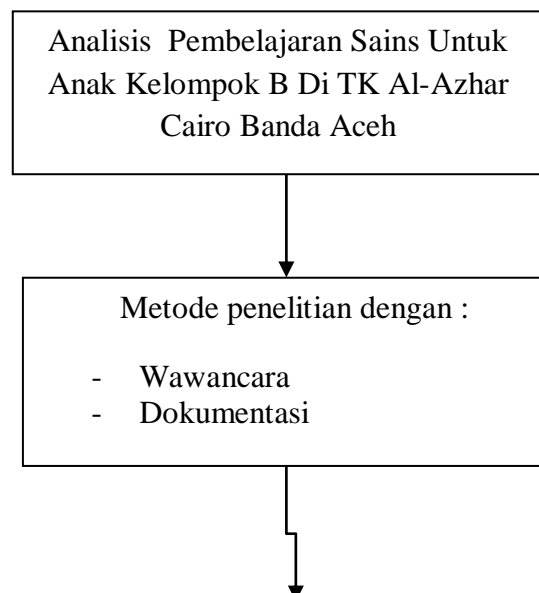 Analisis  Pembelajaran Sains Untuk
Anak Kelompok B Di TK Al-Azhar
Cairo Banda Aceh
Metode penelitian dengan :
- Wawancara
- Dokumentasi